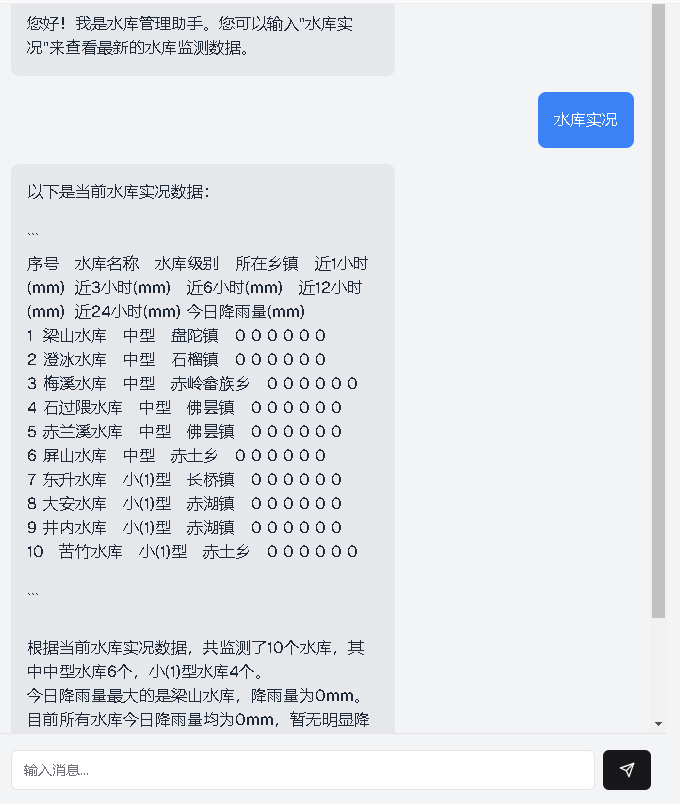 您好！我是水库管理助手。您可以输入"水库实
况"来查看最新的水库监测数据。
水库实况
以下是当前水库实况数据：
```
序号 水库名称 水库级别 所在乡镇 近1小时
(mm) 近3小时(mm) 近6小时(mm) 近12小时
(mm) 近24小时(mm) 今日降雨量(mm)
1 梁山水库 中型 盘陀镇 0 0 0 0 0 0
2 澄冰水库 中型 石榴镇 0 0 0 0 0 0
3 梅溪水库 中型 赤岭畲族乡 0 0 0 0 0 0
4 石过隈水库 中型 佛昙镇 0 0 0 0 0 0
5 赤兰溪水库 中型 佛昙镇 0 0 0 0 0 0
6 屏山水库 中型 赤土乡 0 0 0 0 0 0
7 东升水库 小(1)型 长桥镇 0 0 0 0 0 0
8 大安水库 小(1)型 赤湖镇 0 0 0 0 0 0
9 井内水库 小(1)型 赤湖镇 0 0 0 0 0 0
10 苦竹水库 小(1)型 赤土乡 0 0 0 0 0 0
```
根据当前水库实况数据，共监测了10个水库，其
中中型水库6个，小(1)型水库4个。
今日降雨量最大的是梁山水库，降雨量为0mm。
目前所有水库今日降雨量均为0mm，暂无明显降
输入消息...